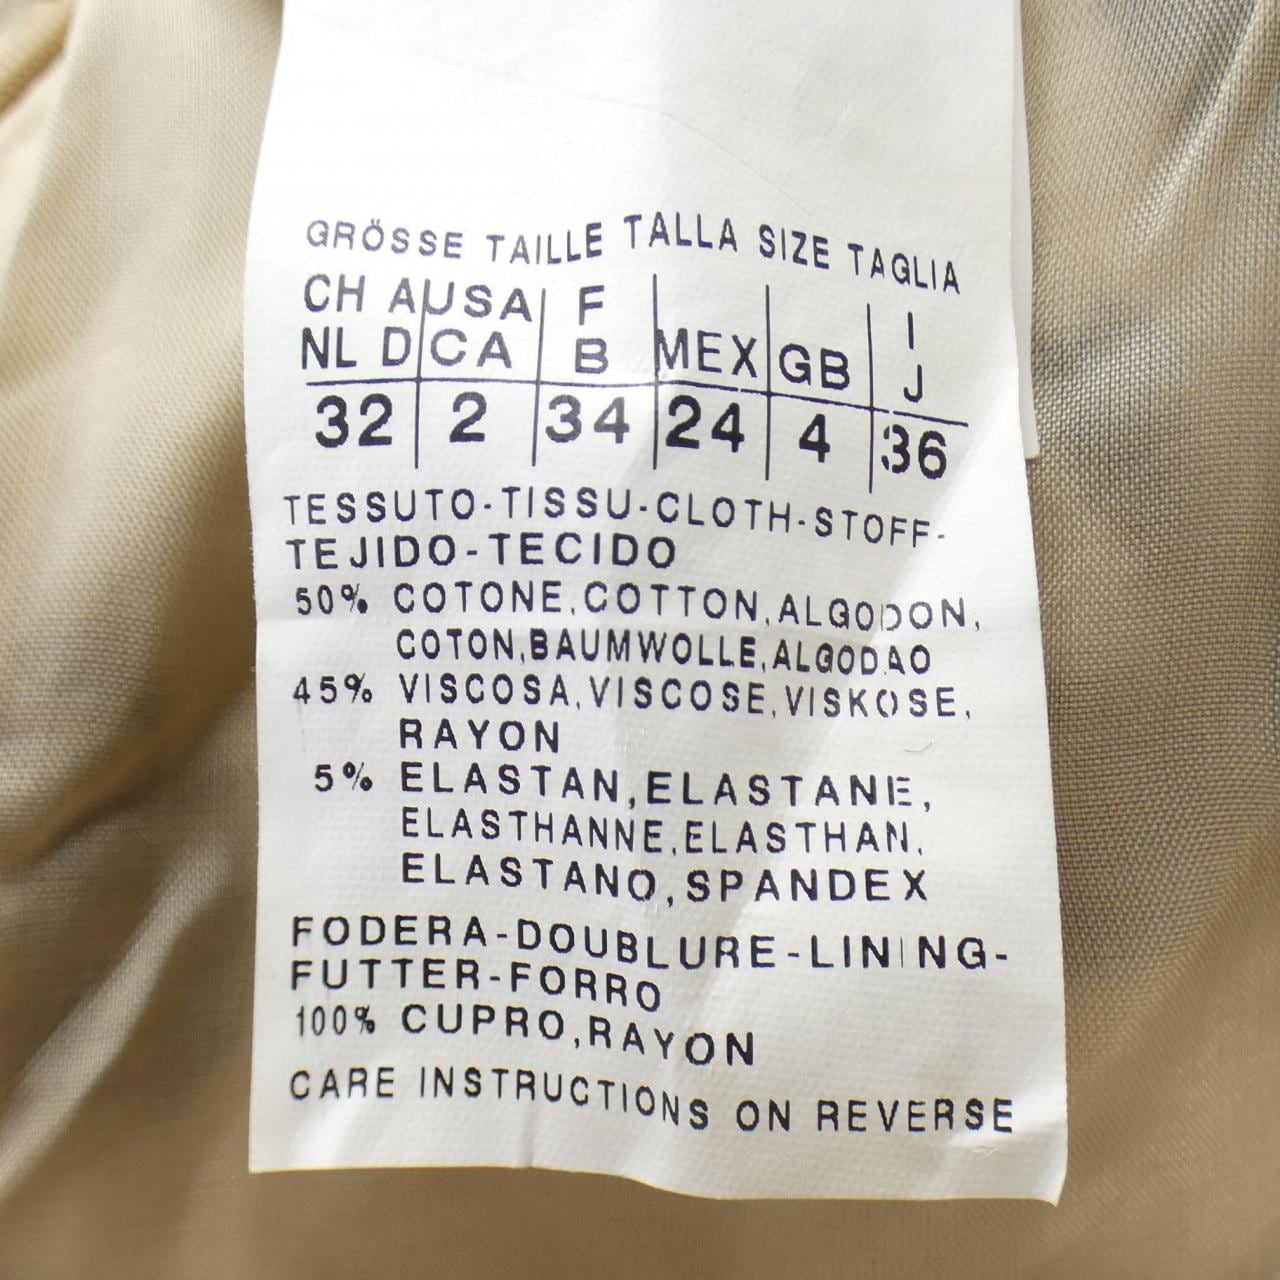 GRÖSSE TAILLE TALLA SIZE TAGLIA
CH A USA F I
NL D CA B MEX GB J
32 2 34 24 4 36
TESSUTO-TISSU-CLOTH-STOFF-
TEJIDO-TECIDO
50% COTONE,COTTON,ALGODON,
COTON,BAUMWOLLE,ALGODAO
45% VISCOSA,VISCOSE,VISKOSE,
RAYON
5% ELASTAN,ELASTANE,
ELASTHANNE,ELASTHAN,
ELASTANO,SPANDEX
FODERA-DOUBLURE-LINING-
FUTTER-FORRO
100% CUPRO,RAYON
CARE INSTRUCTIONS ON REVERSE